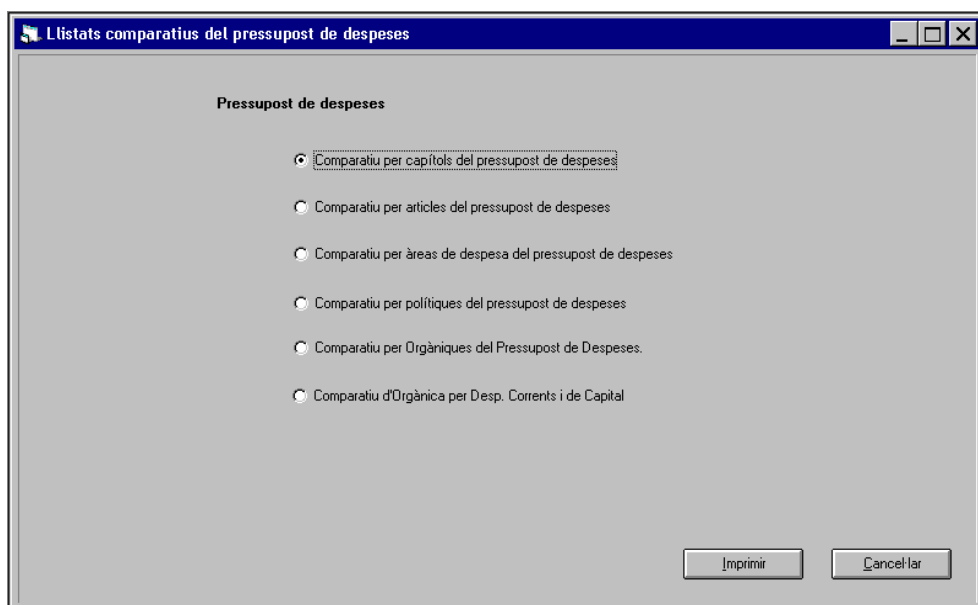 Llistats comparatius del pressupost de despeses
Pressupost de despeses
Comparatiu per capítols del pressupost de despeses
Comparatiu per articles del pressupost de despeses
Comparatiu per àreas de despesa del pressupost de despeses
Comparatiu per polítiques del pressupost de despeses
Comparatiu per Orgàniques del Pressupost de Despeses.
Comparatiu d'Orgànica per Desp. Corrents i de Capital
Imprimir
Cancel·lar